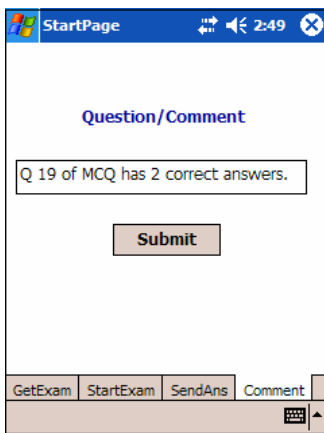 StartPage 2:49
Question/Comment
Q 19 of MCQ has 2 correct answers.
Submit
GetExam StartExam SendAns Comment